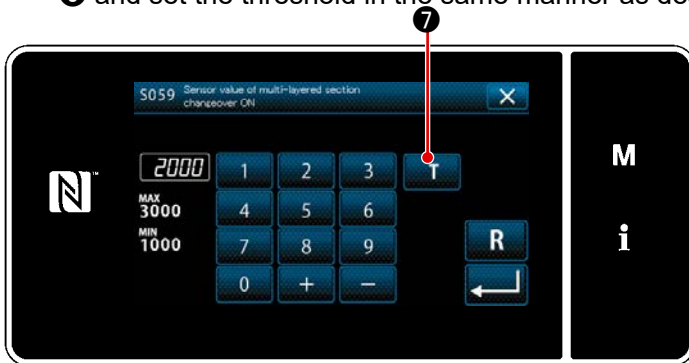 and set the threshold in the same manner as de
❼
S059 Sensor value of multi-layered section
changeover ON
2000 1 2 3 T
MAX
3000 4 5 6
MIN
1000 7 8 9 R
0 + −
M
i